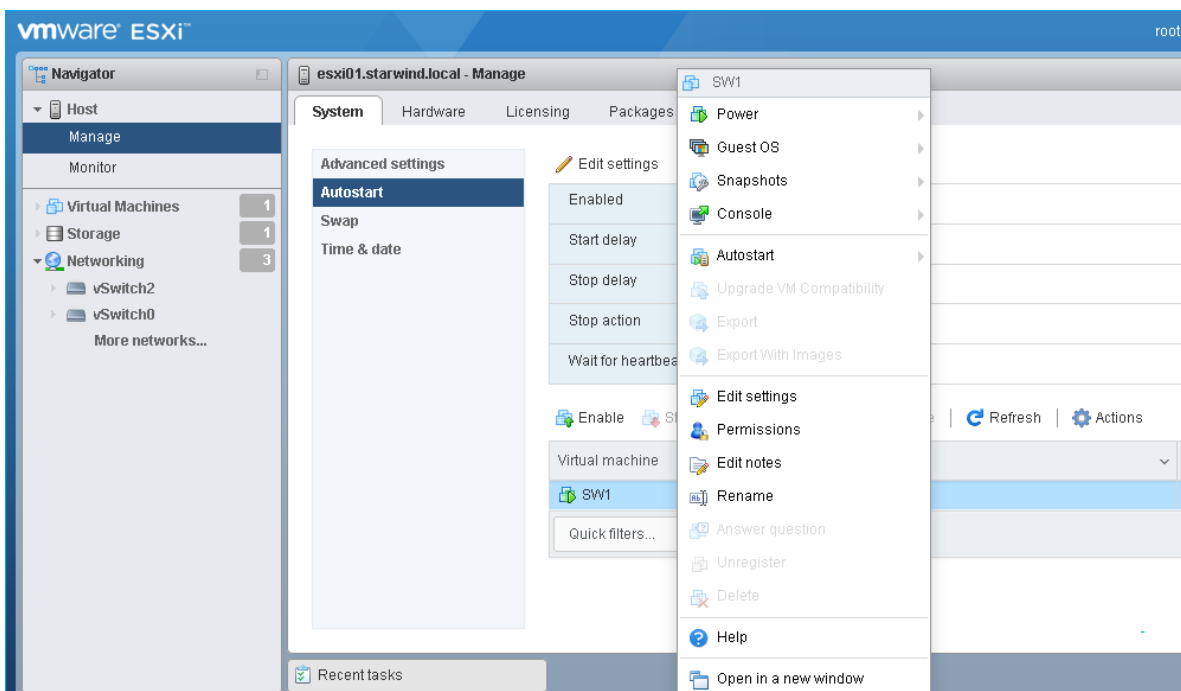 vmware ESXi™
root
Navigator
Host
Manage
Monitor
Virtual Machines 1
Storage 1
Networking 3
vSwitch2
vSwitch0
More networks...
esxi01.starwind.local - Manage
System Hardware Licensing Packages
Advanced settings
Autostart
Swap
Time & date
Edit settings
Enabled
Start delay
Stop delay
Stop action
Wait for heartbea
Enable
Refresh
Actions
Virtual machine
SW1
Quick filters...
SW1
Power
Guest OS
Snapshots
Console
Autostart
Upgrade VM Compatibility
Export
Export With Images
Edit settings
Permissions
Edit notes
Rename
Answer question
Unregister
Delete
Help
Open in a new window
Recent tasks